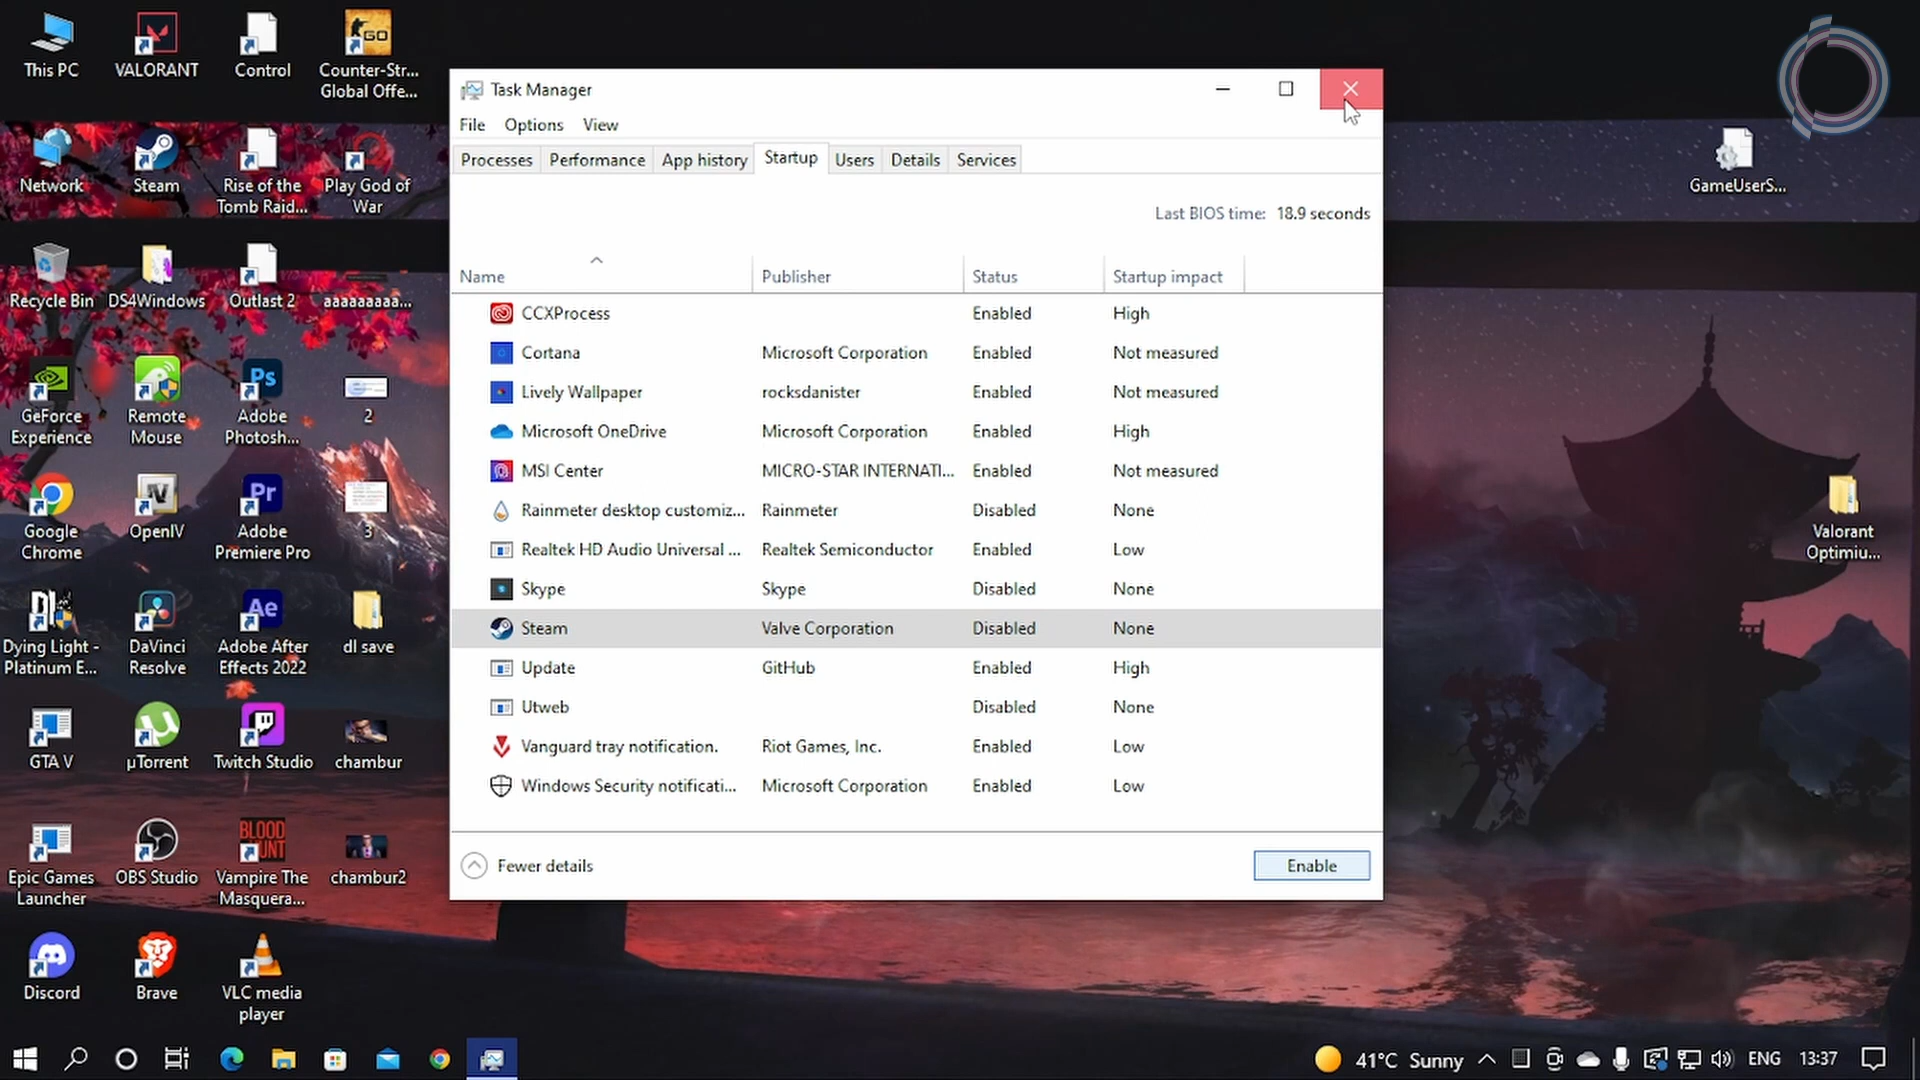 This PC
VALORANT
Control
Counter-Str...
Global Offe...
Network
Steam
Rise of the
Tomb Raid...
Play God of
War
Recycle Bin
DS4Windows
Outlast 2
aaaaaaaaa...
GeForce
Experience
Remote
Mouse
Adobe
Photosh...
2
Google
Chrome
OpenIV
Adobe
Premiere Pro
3
Dying Light -
Platinum E...
DaVinci
Resolve
Adobe After
Effects 2022
dl save
GTA V
µTorrent
Twitch Studio
chambur
Epic Games
Launcher
OBS Studio
Vampire The
Masquera...
chambur2
Discord
Brave
VLC media
player
GO
Ps
Pr
Ae
Task Manager
File Options View
Processes Performance App history Startup Users Details Services
Last BIOS time: 18.9 seconds
Name Publisher Status Startup impact
CCXProcess Enabled High
Cortana Microsoft Corporation Enabled Not measured
Lively Wallpaper rocksdanister Enabled Not measured
Microsoft OneDrive Microsoft Corporation Enabled High
MSI Center MICRO-STAR INTERNATI... Enabled Not measured
Rainmeter desktop customiz... Rainmeter Disabled None
Realtek HD Audio Universal ... Realtek Semiconductor Enabled Low
Skype Skype Disabled None
Steam Valve Corporation Disabled None
Update GitHub Enabled High
Utweb Disabled None
Vanguard tray notification. Riot Games, Inc. Enabled Low
Windows Security notificati... Microsoft Corporation Enabled Low
Fewer details Enable
GameUserS...
Valorant
Optimiu...
41°C Sunny ENG 13:37